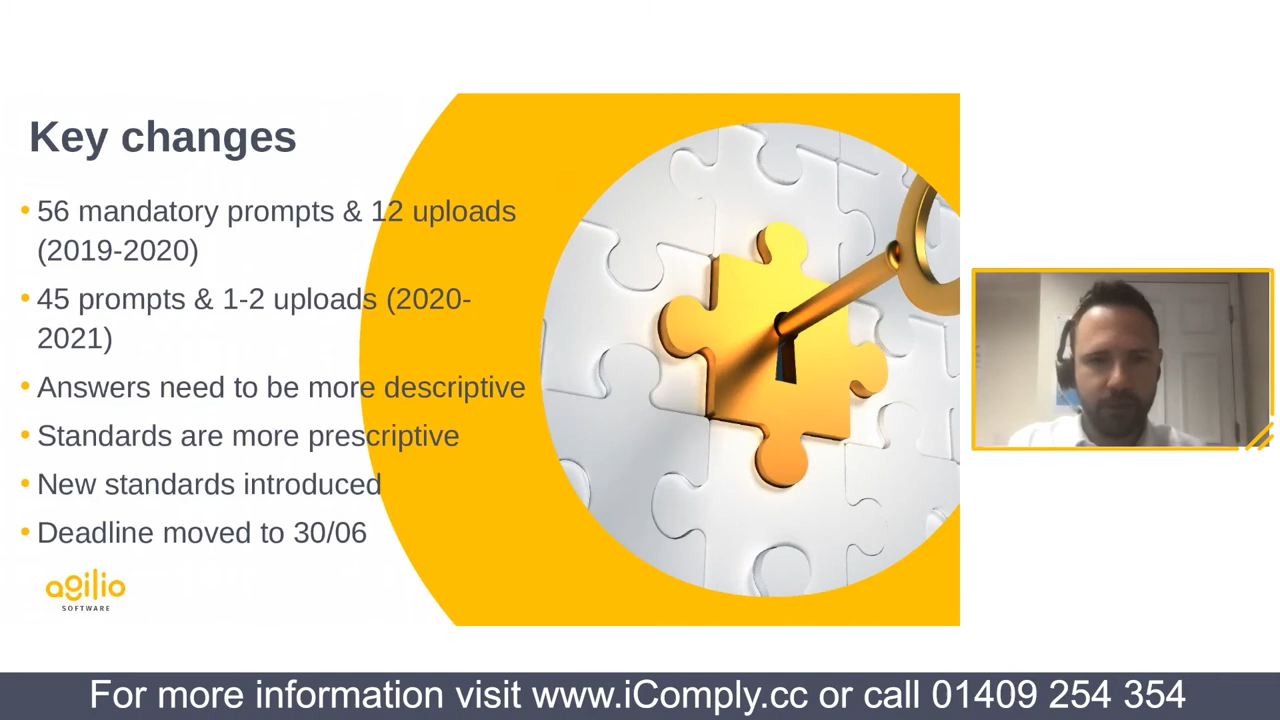 Key changes
• 56 mandatory prompts & 12 uploads
(2019-2020)
• 45 prompts & 1-2 uploads (2020-
2021)
• Answers need to be more descriptive
• Standards are more prescriptive
• New standards introduced
• Deadline moved to 30/06
agilio
SOFTWARE
For more information visit www.iComply.cc or call 01409 254 354